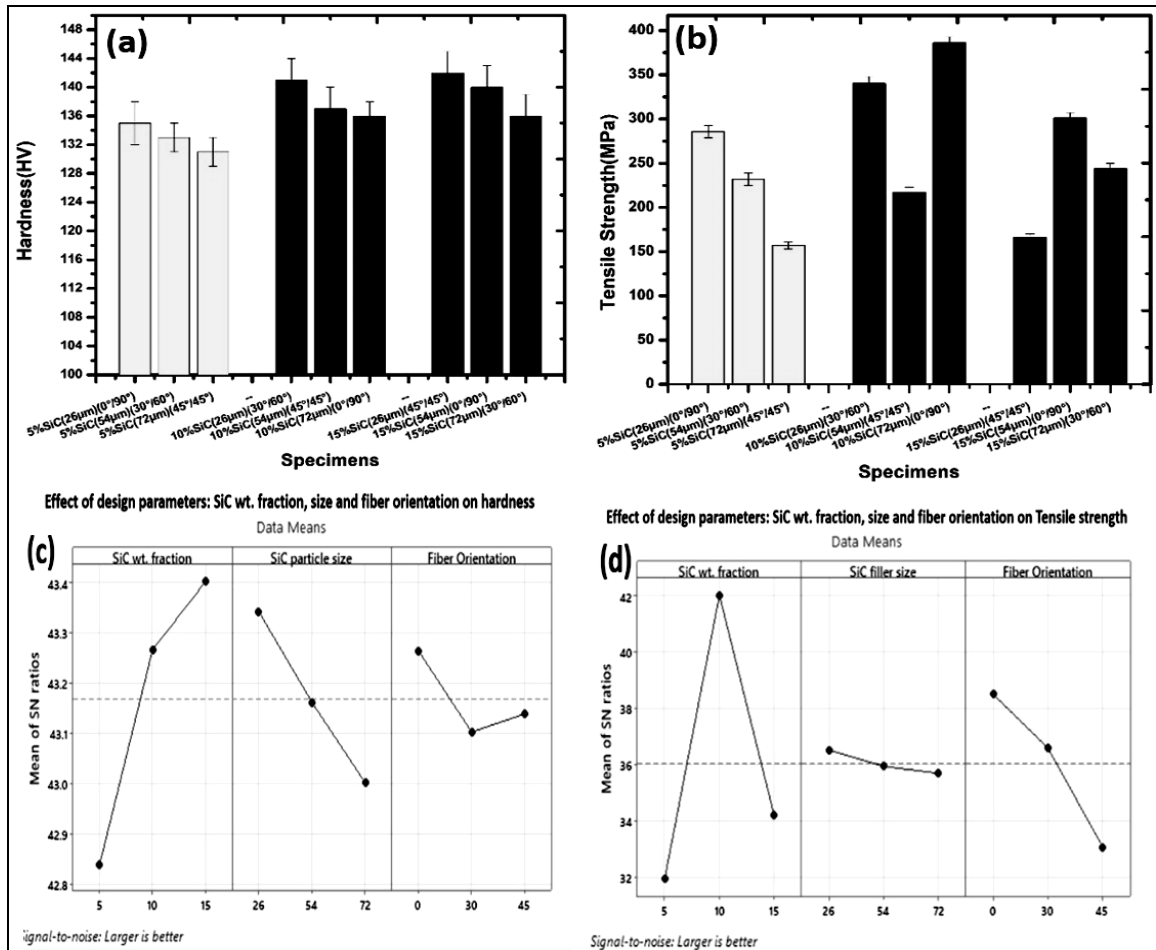 (a)
Hardness(HV)
148
144
140
136
132
128
124
120
116
112
108
104
100
5%SiC(26µm)(0°/90°)
5%SiC(54µm)(30°/60°)
5%SiC(72µm)(45°/45°)
--
10%SiC(26µm)(30°/60°)
10%SiC(54µm)(45°/45°)
10%SiC(72µm)(0°/90°)
--
15%SiC(26µm)(45°/45°)
15%SiC(54µm)(0°/90°)
15%SiC(72µm)(30°/60°)
Specimens
(b)
Tensile Strength(MPa)
400
350
300
250
200
150
100
50
0
5%SiC(26µm)(0°/90°)
5%SiC(54µm)(30°/60°)
5%SiC(72µm)(45°/45°)
--
10%SiC(26µm)(30°/60°)
10%SiC(54µm)(45°/45°)
10%SiC(72µm)(0°/90°)
--
15%SiC(26µm)(45°/45°)
15%SiC(54µm)(0°/90°)
15%SiC(72µm)(30°/60°)
Specimens
Effect of design parameters: SiC wt. fraction, size and fiber orientation on hardness
Data Means
(c)
SiC wt. fraction SiC particle size Fiber Orientation
Mean of SN ratios
43.4
43.3
43.2
43.1
43.0
42.9
42.8
5 10 15 26 54 72 0 30 45
Signal-to-noise: Larger is better
Effect of design parameters: SiC wt. fraction, size and fiber orientation on Tensile strength
Data Means
(d)
SiC wt. fraction SiC filler size Fiber Orientation
Mean of SN ratios
42
40
38
36
34
32
5 10 15 26 54 72 0 30 45
Signal-to-noise: Larger is better